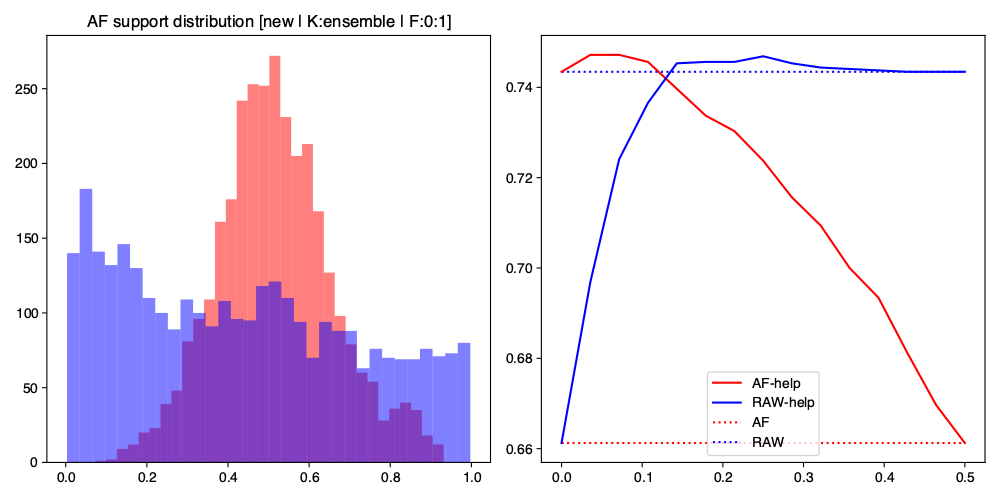 AF support distribution [new | K:ensemble | F:0:1]
250
200
150
100
50
0
0.0 0.2 0.4 0.6 0.8 1.0
0.74
0.72
0.70
0.68
0.66
AF-help
RAW-help
AF
RAW
0.0 0.1 0.2 0.3 0.4 0.5